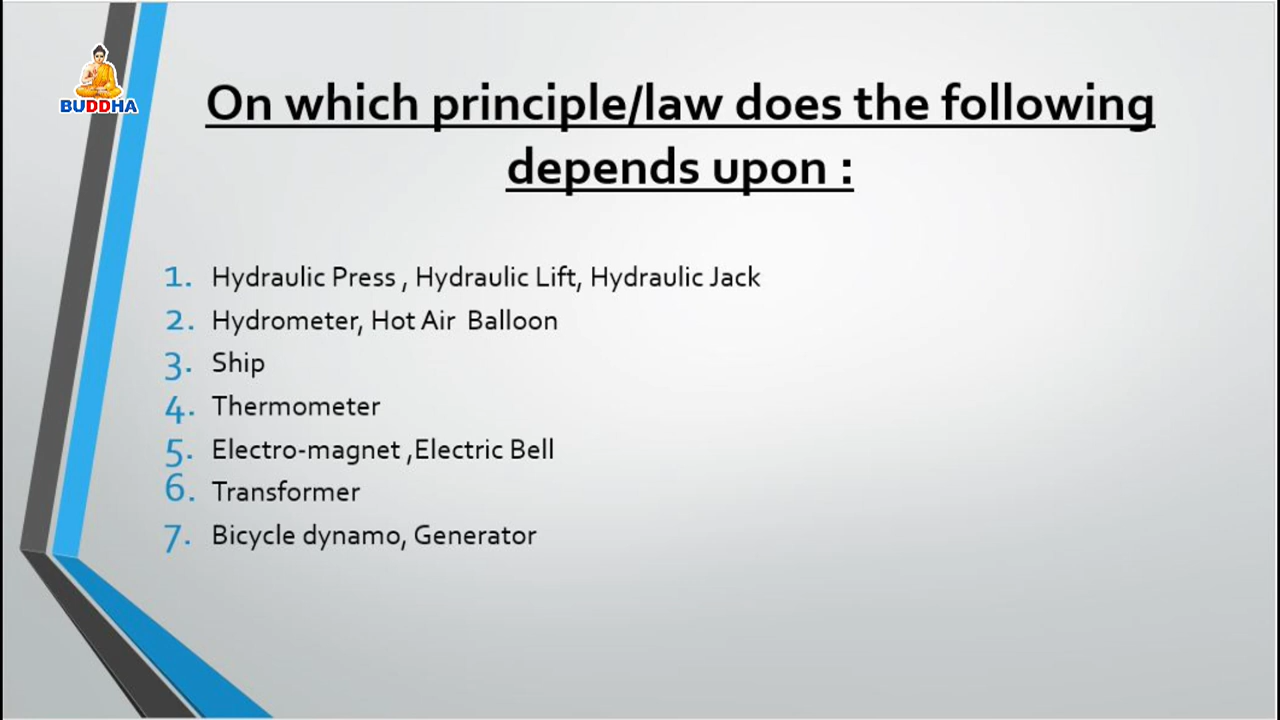 BUDDHA
On which principle/law does the following
depends upon :
1. Hydraulic Press , Hydraulic Lift, Hydraulic Jack
2. Hydrometer, Hot Air  Balloon
3. Ship
4. Thermometer
5. Electro-magnet ,Electric Bell
6. Transformer
7. Bicycle dynamo, Generator